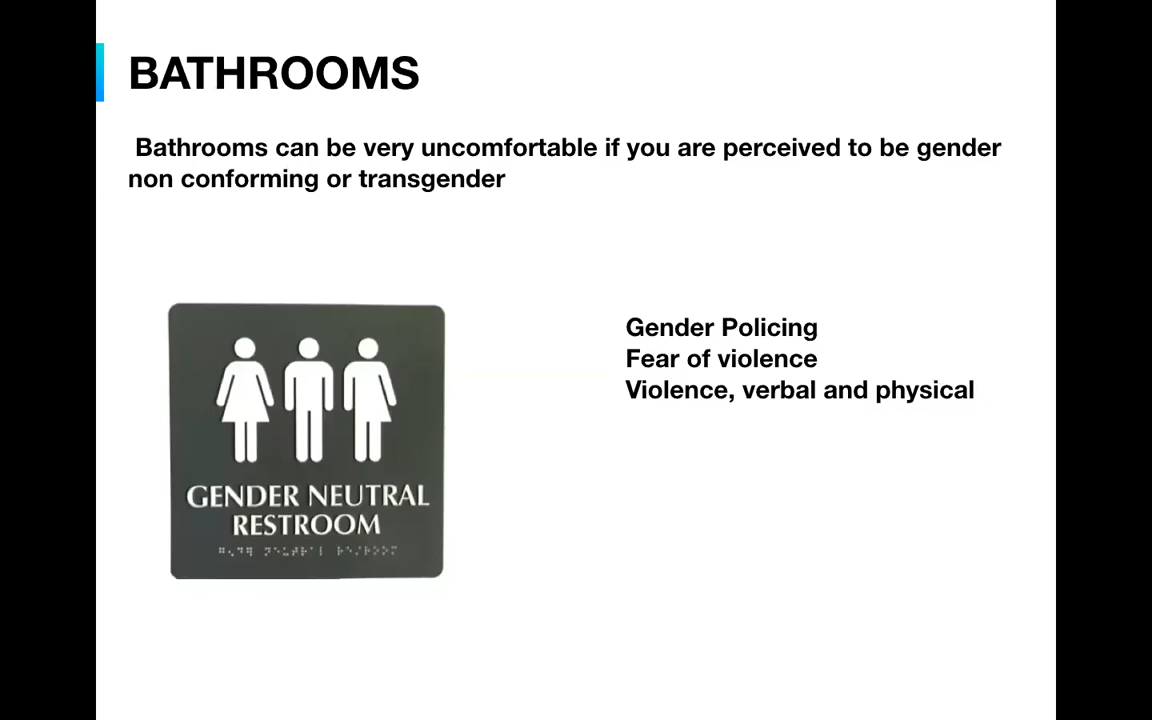 BATHROOMS
Bathrooms can be very uncomfortable if you are perceived to be gender
non conforming or transgender
Gender Policing
Fear of violence
Violence, verbal and physical
GENDER NEUTRAL
RESTROOM